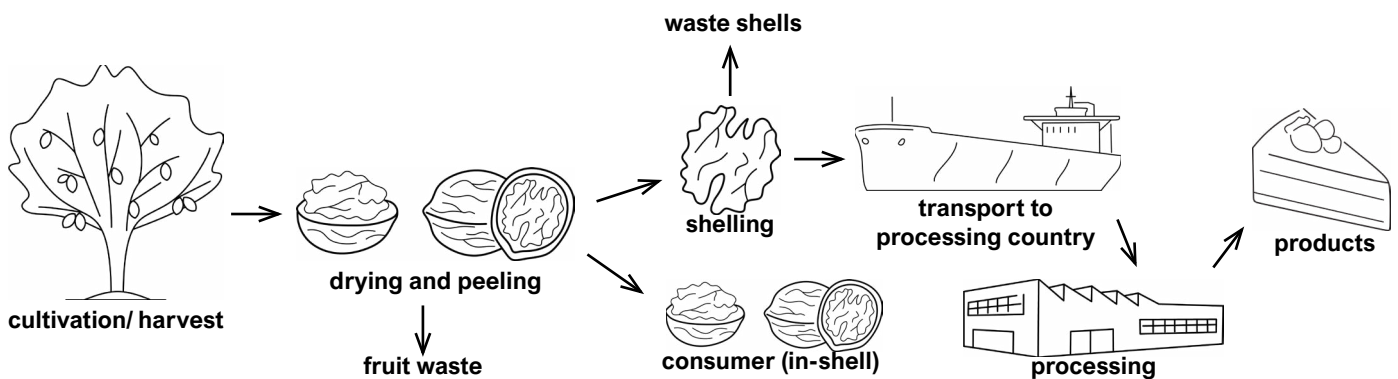 waste shells
shelling
transport to
processing country
products
drying and peeling
cultivation/ harvest
fruit waste
consumer (in-shell)
processing